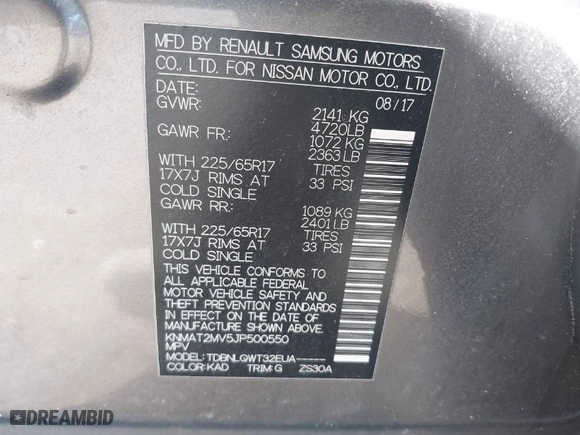 MFD BY RENAULT SAMSUNG MOTORS
CO., LTD. FOR NISSAN MOTOR CO., LTD.
DATE: 08/17
GVWR: 2141 KG
4720LB
GAWR FR: 1072 KG
2363 LB
WITH 225/65R17 TIRES
17X7J RIMS AT 33 PSI
COLD SINGLE
GAWR RR: 1089 KG
2401 LB
WITH 225/65R17 TIRES
17X7J RIMS AT 33 PSI
COLD SINGLE
THIS VEHICLE CONFORMS TO
ALL APPLICABLE FEDERAL
MOTOR VEHICLE SAFETY AND
THEFT PREVENTION STANDARDS
IN EFFECT ON THE DATE OF
MANUFACTURE SHOWN ABOVE.
KNMAT2MV5JP500550
MPV
MODEL: TDBNLQWT32EUA-----
COLOR: KAD TRIM: G ZS30A
DREAMBID